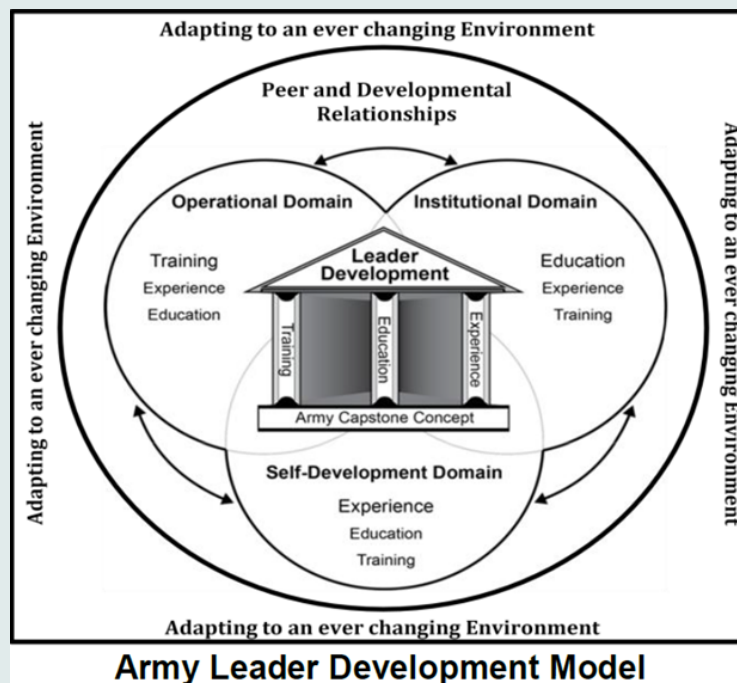 Adapting to an ever changing Environment
Peer and Developmental
Relationships
Adapting to an ever changing Environment
Adapting to an ever changing Environment
Operational Domain
Institutional Domain
Training
Experience
Education
Leader
Development
Education
Experience
Training
Training
Education
Experience
Army Capstone Concept
Self-Development Domain
Experience
Education
Training
Adapting to an ever changing Environment
Army Leader Development Model